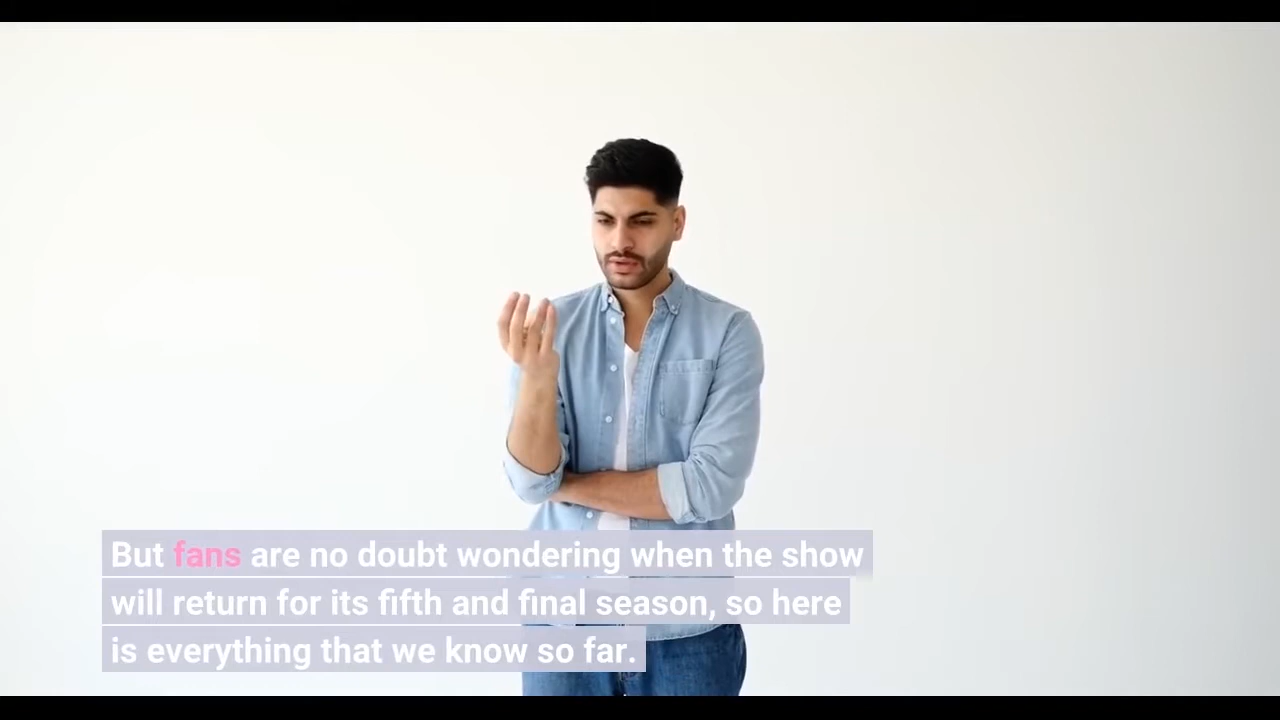 But fans are no doubt wondering when the show
will return for its fifth and final season, so here
is everything that we know so far.